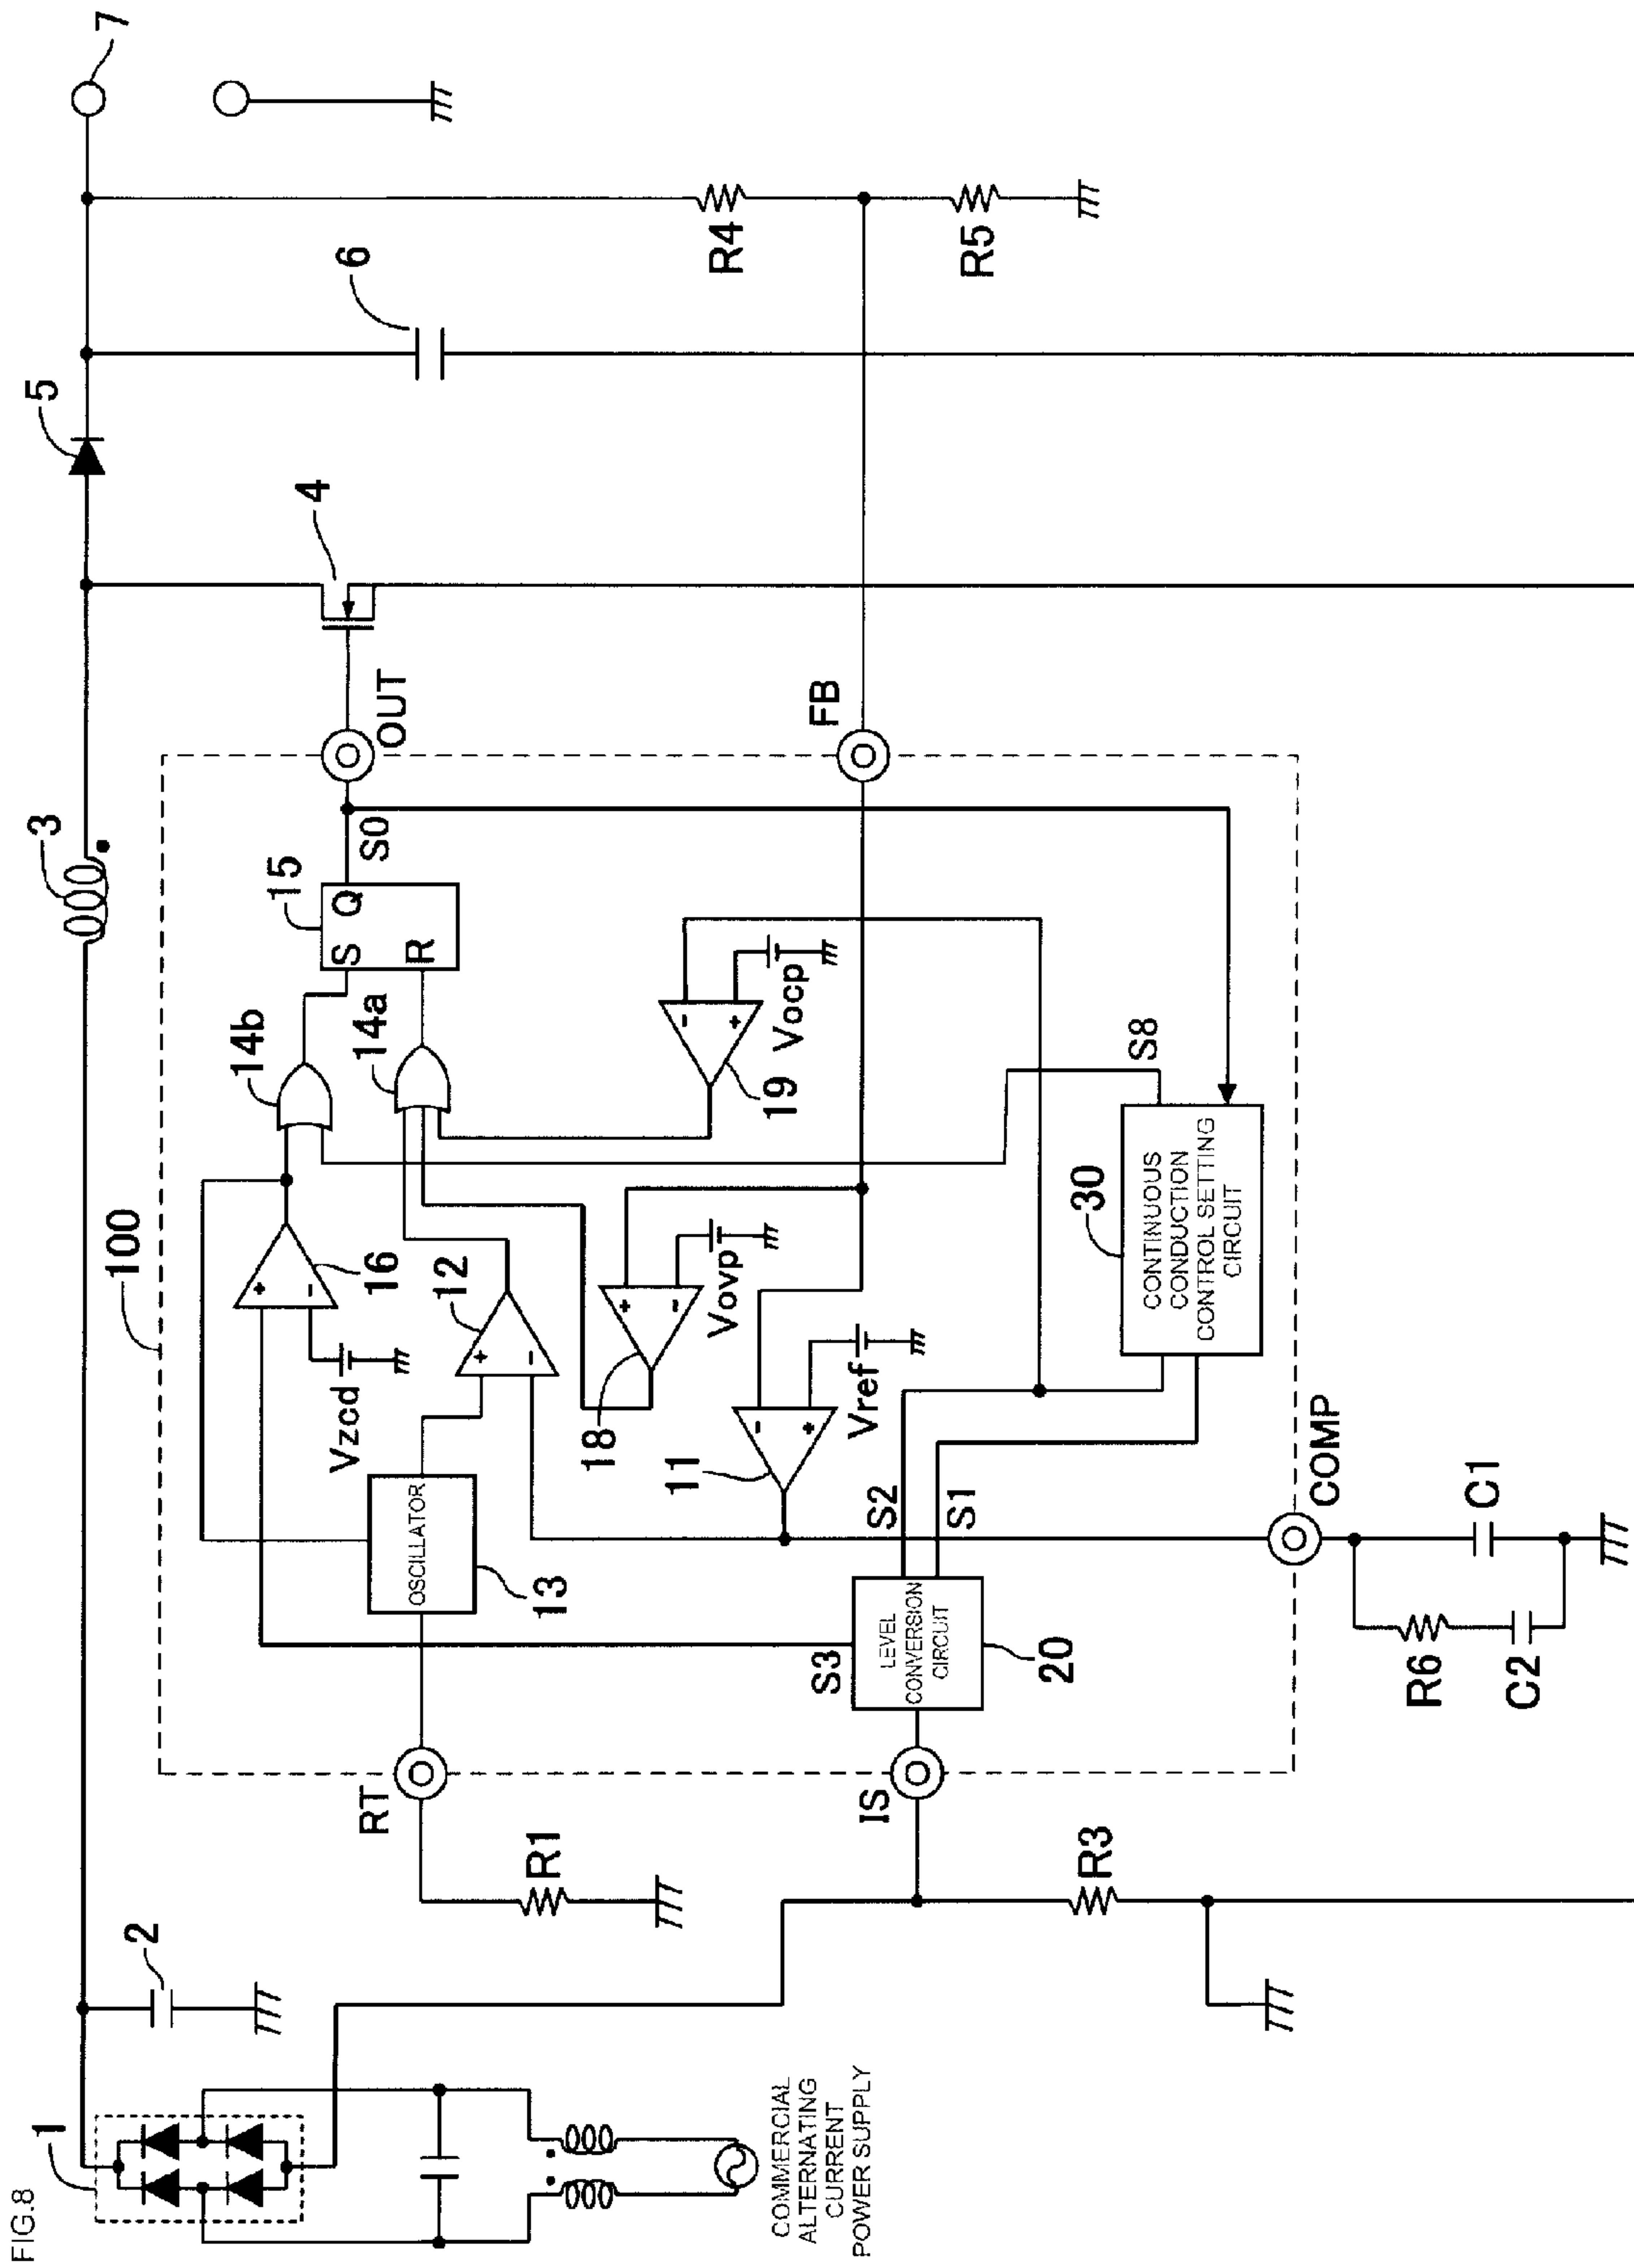 FIG.8
1
2
3
5
7
6
4
100
14b
15
S
Q
R
S0
OUT
14a
+
-
16
Vzcd
12
+
-
OSCILLATOR
13
RT
R1
+
-
18
Vovp
-
+
19
Vocp
-
+
11
Vref
FB
R4
R5
S8
30
CONTINUOUS
CONDUCTION
CONTROL SETTING
CIRCUIT
S2
S1
S3
LEVEL
CONVERSION
CIRCUIT
20
IS
R3
COMP
R6
C2
C1
COMMERCIAL
ALTERNATING
CURRENT
POWER SUPPLY